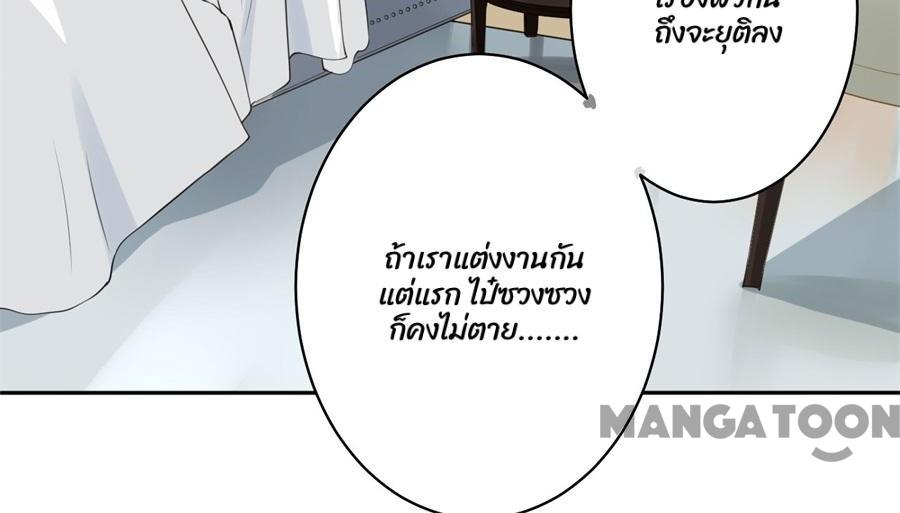 ถึงจะยุติลง
ถ้าเราแต่งงานกัน
แต่แรก ไป๋ซวงซวง
ก็คงไม่ตาย.......
MANGATOON